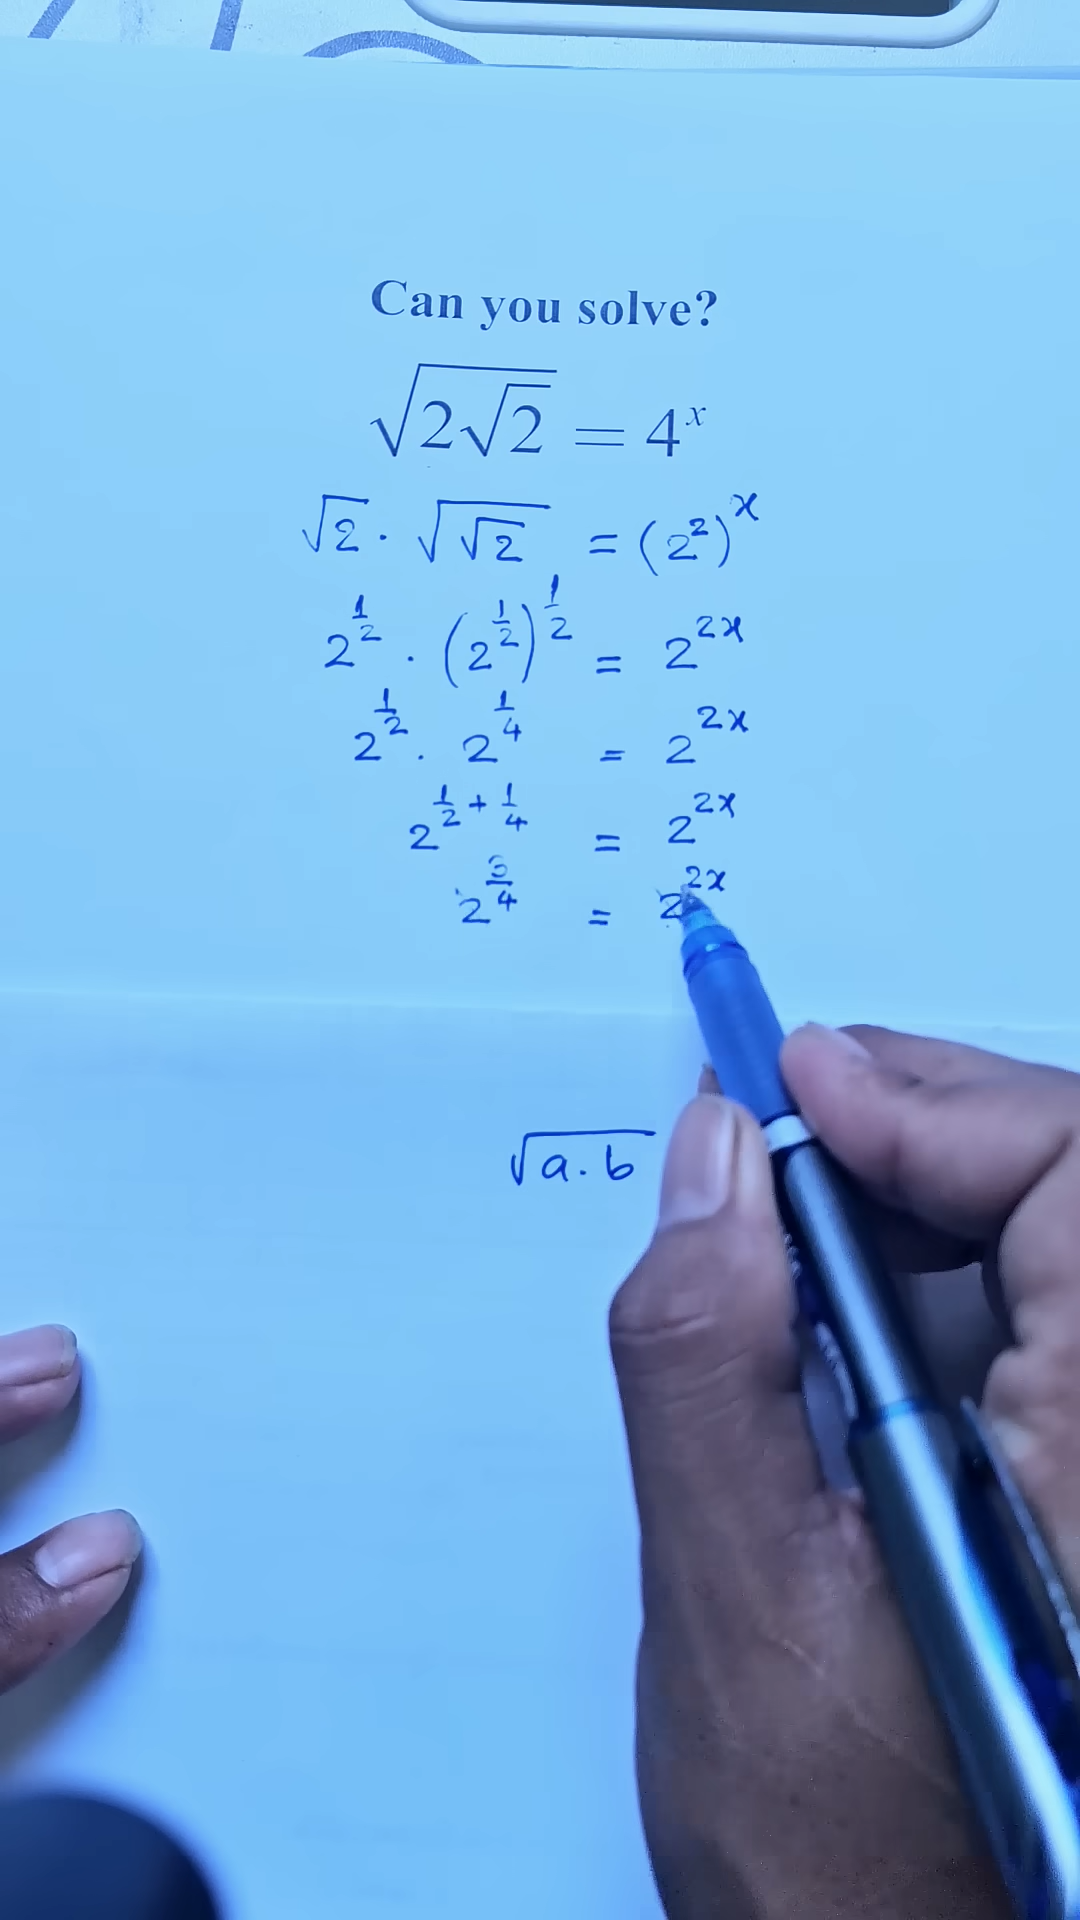 Can you solve?
√(2√2) = 4ˣ
√2 · √(√2) = (2²)ˣ
2^(1/2) · (2^(1/2))^(1/2) = 2^(2x)
2^(1/2) · 2^(1/4) = 2^(2x)
2^(1/2 + 1/4) = 2^(2x)
2^(3/4) = 2^(2x)
√(a.b)